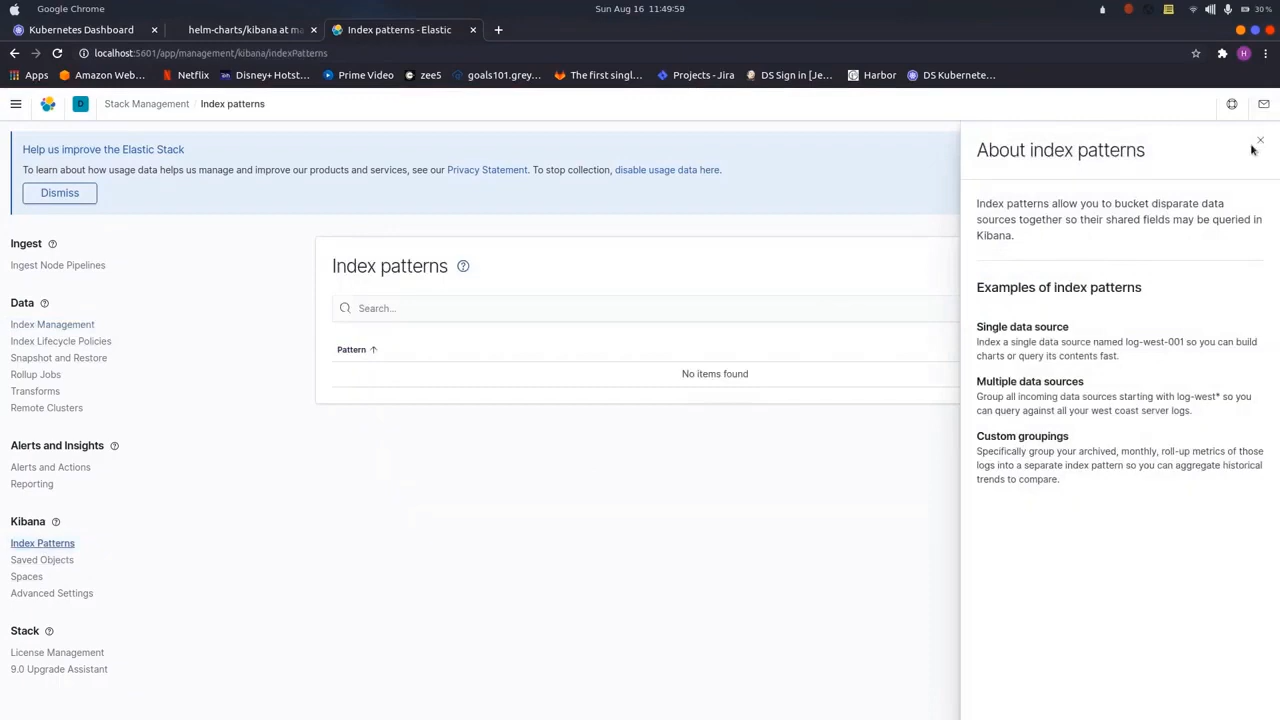 Google Chrome
Sun Aug 16 11:49:59
30 %
Kubernetes Dashboard
helm-charts/kibana at ma
Index patterns - Elastic
localhost:5601/app/management/kibana/indexPatterns
H
Apps
Amazon Web...
Netflix
Disney+ Hotst...
Prime Video
zee5
goals101.grey...
The first singl...
Projects - Jira
DS Sign in [Je...
Harbor
DS Kubernete...
D
Stack Management / Index patterns
Help us improve the Elastic Stack
To learn about how usage data helps us manage and improve our products and services, see our Privacy Statement. To stop collection, disable usage data here.
Dismiss
Ingest
Ingest Node Pipelines
Data
Index Management
Index Lifecycle Policies
Snapshot and Restore
Rollup Jobs
Transforms
Remote Clusters
Alerts and Insights
Alerts and Actions
Reporting
Kibana
Index Patterns
Saved Objects
Spaces
Advanced Settings
Stack
License Management
9.0 Upgrade Assistant
Index patterns
Search...
Pattern
No items found
About index patterns
Index patterns allow you to bucket disparate data
sources together so their shared fields may be queried in
Kibana.
Examples of index patterns
Single data source
Index a single data source named log-west-001 so you can build
charts or query its contents fast.
Multiple data sources
Group all incoming data sources starting with log-west* so you
can query against all your west coast server logs.
Custom groupings
Specifically group your archived, monthly, roll-up metrics of those
logs into a separate index pattern so you can aggregate historical
trends to compare.